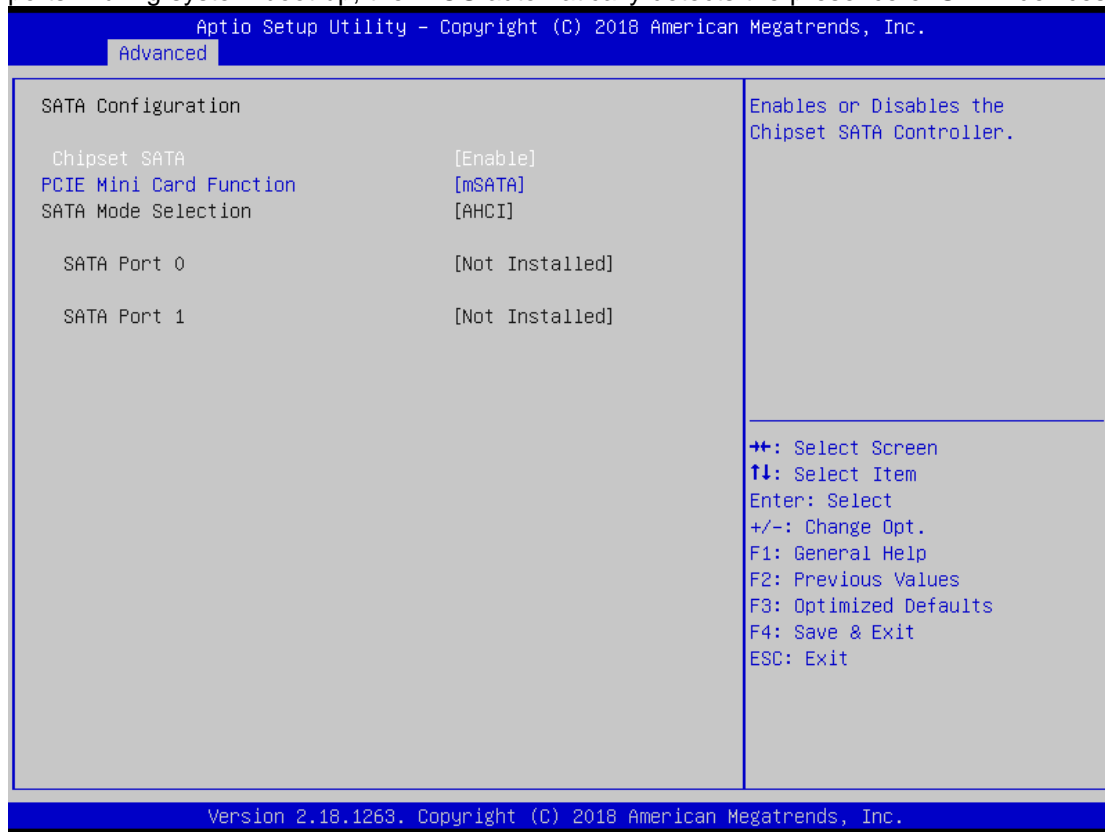 Aptio Setup Utility – Copyright (C) 2018 American Megatrends, Inc.
Advanced
SATA Configuration
Chipset SATA [Enable]
PCIE Mini Card Function [mSATA]
SATA Mode Selection [AHCI]
SATA Port 0 [Not Installed]
SATA Port 1 [Not Installed]
Enables or Disables the
Chipset SATA Controller.
→←: Select Screen
↑↓: Select Item
Enter: Select
+/-: Change Opt.
F1: General Help
F2: Previous Values
F3: Optimized Defaults
F4: Save & Exit
ESC: Exit
Version 2.18.1263. Copyright (C) 2018 American Megatrends, Inc.